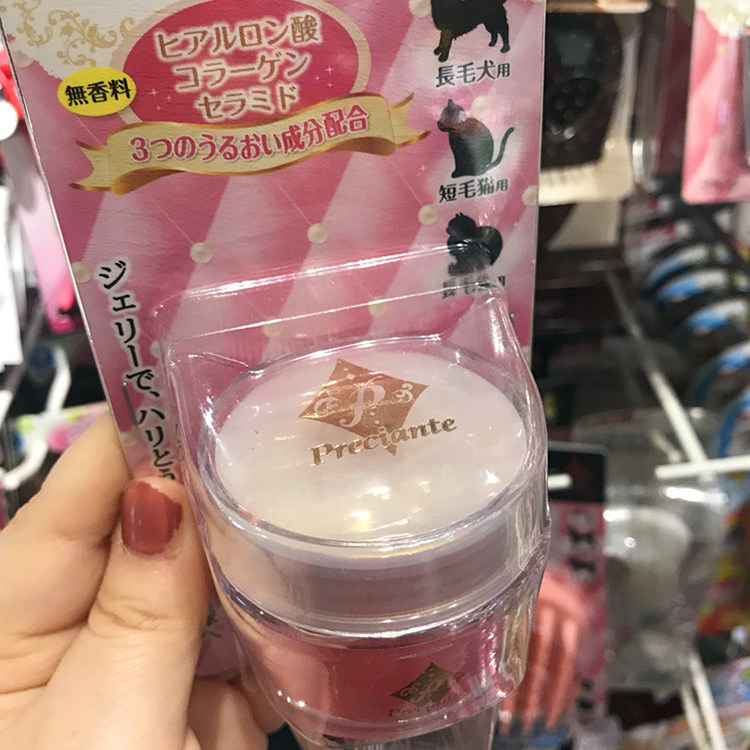 ヒアルロン酸
コラーゲン
セラミド
無香料
3つのうるおい成分配合
長毛犬用
短毛猫用
ジェリーで、ハリとう
P
Preciante
P